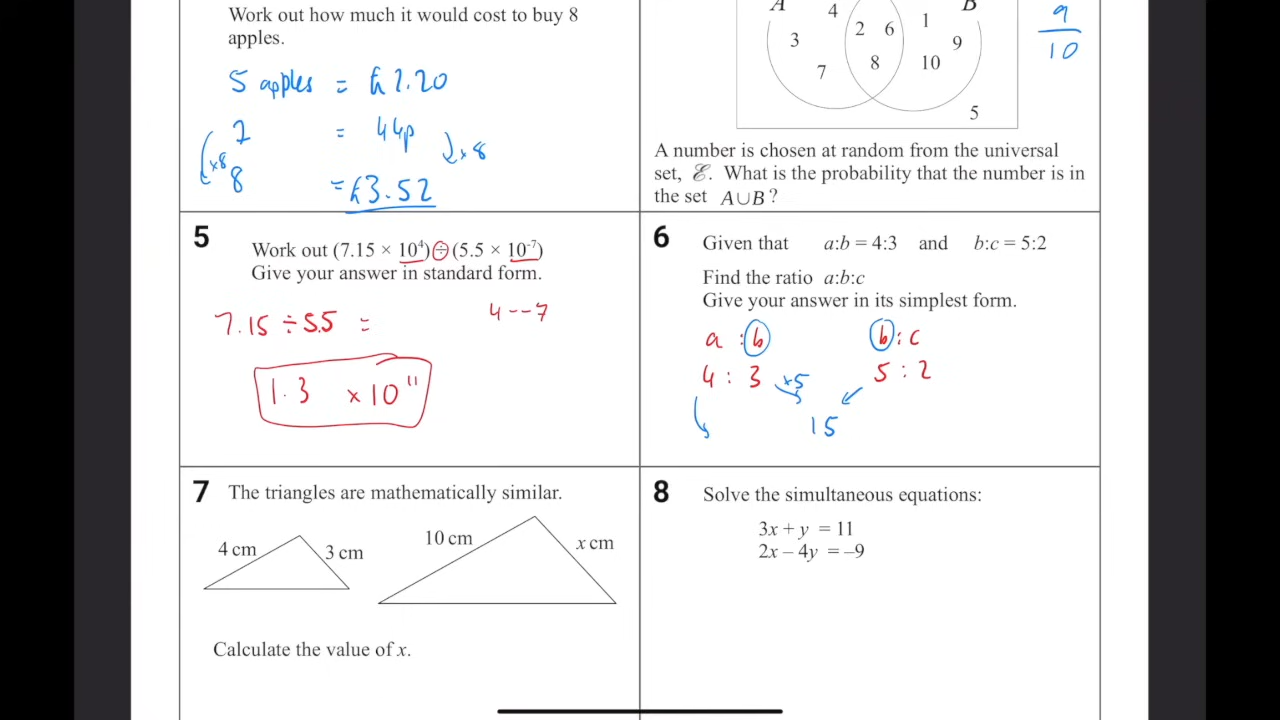 Work out how much it would cost to buy 8
apples.
5 apples = £2.20
1 = 44p
×8 ×8
8 = £3.52
A B
4
3
7
2 6
8
1
9
10
5
9
10
A number is chosen at random from the universal
set, ℰ. What is the probability that the number is in
the set A∪B?
5
Work out (7.15 × 10⁴) ÷ (5.5 × 10⁻⁷)
Give your answer in standard form.
7.15 ÷ 5.5 =
4 - - 7
1.3 × 10¹¹
6
Given that a:b = 4:3 and b:c = 5:2
Find the ratio a:b:c
Give your answer in its simplest form.
a : b b : c
4 : 3 ×5 5 : 2
15
7
The triangles are mathematically similar.
4 cm
3 cm
10 cm
x cm
Calculate the value of x.
8
Solve the simultaneous equations:
3x + y = 11
2x – 4y = –9